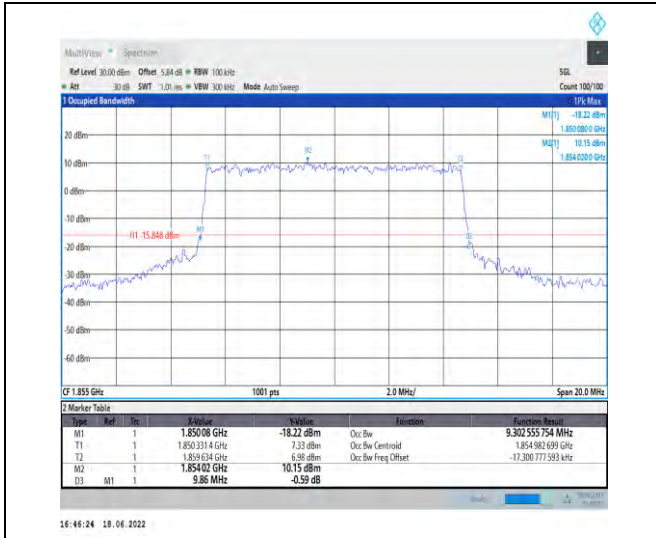 MultiView Spectrum
Ref Level 30.00 dBm Offset 5.84 dB RBW 100 kHz SGL
Att 30 dB SWT 1.01 ms VBW 300 kHz Mode Auto Sweep Count 100/100
1 Occupied Bandwidth 1Pk Max
M1[1] -18.22 dBm
1.850 080 0 GHz
M2[1] 10.15 dBm
1.854 020 0 GHz
20 dBm
M2
T1
10 dBm
0 dBm
-10 dBm
M1
H1 -15.848 dBm
-20 dBm
-30 dBm
-40 dBm
-50 dBm
-60 dBm
CF 1.855 GHz 1001 pts 2.0 MHz/ Span 20.0 MHz
2 Marker Table
Type Ref Trc X-Value Y-Value Function Function Result
M1 1 1.85008 GHz -18.22 dBm Occ Bw 9.302 555 754 MHz
T1 1 1.8503314 GHz 7.33 dBm Occ Bw Centroid 1.854 982 699 GHz
T2 1 1.859 634 GHz 6.98 dBm Occ Bw Freq Offset -17.300 777 593 kHz
M2 1 1.85402 GHz 10.15 dBm
D3 M1 1 9.86 MHz -0.59 dB
16:46:24 18.06.2022